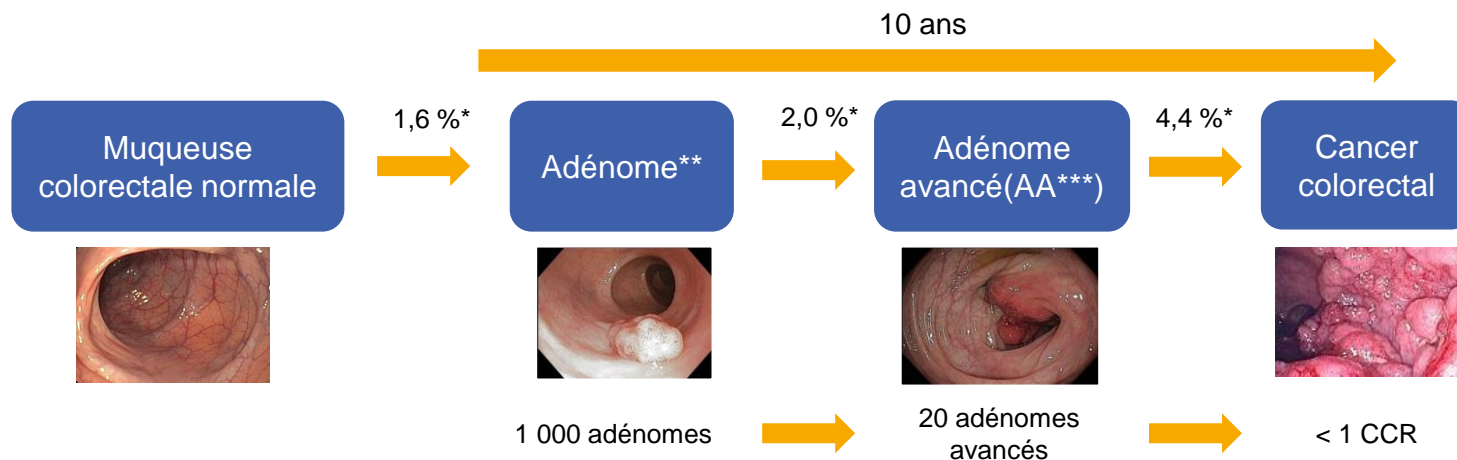 10 ans
1,6 %*
2,0 %*
4,4 %*
Muqueuse
colorectale normale
Adénome**
Adénome
avancé(AA***)
Cancer
colorectal
1 000 adénomes
20 adénomes
avancés
< 1 CCR